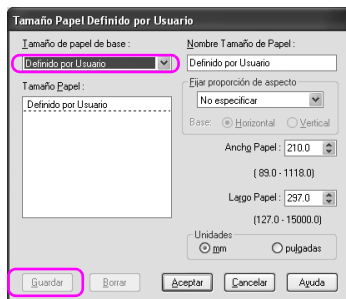 Tamaño Papel Definido por Usuario
Tamaño de papel de base :
Definido por Usuario
Tamaño Papel :
Definido por Usuario
Nombre Tamaño de Papel :
Definido por Usuario
Fijar proporción de aspecto
No especificar
Base: Horizontal Vertical
Ancho Papel : 210.0
( 89.0 - 1118.0)
Largo Papel : 297.0
(127.0 - 15000.0)
Unidades
mm pulgadas
Guardar Borrar Aceptar Cancelar Ayuda